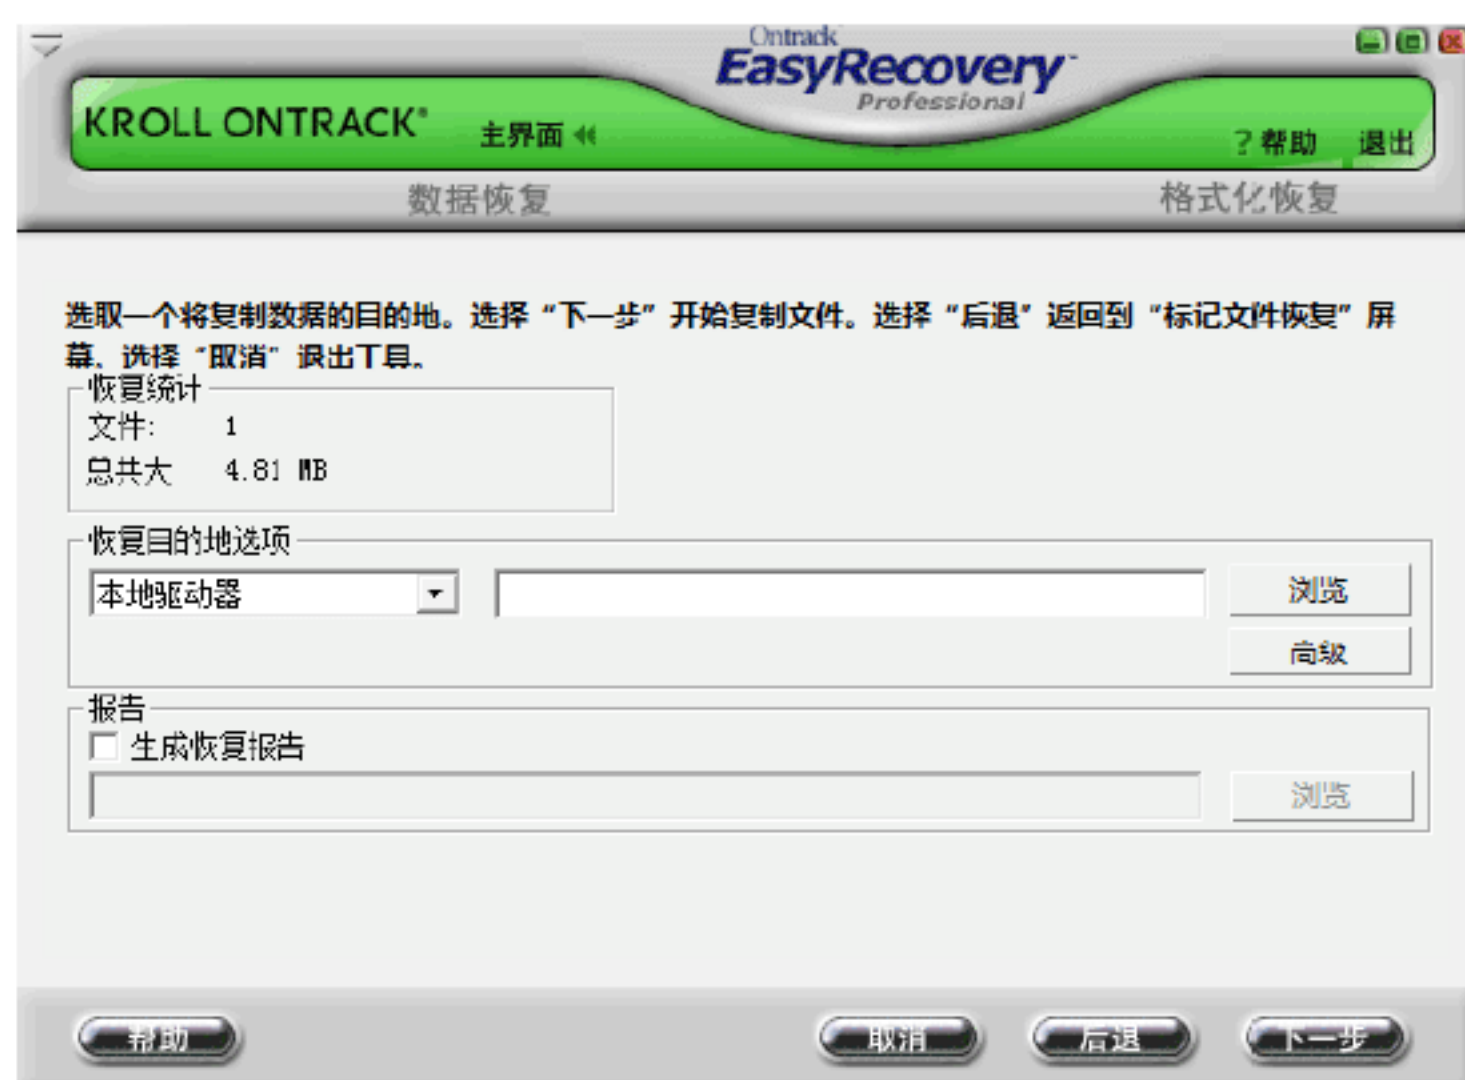 Ontrack
EasyRecovery™
Professional
KROLL ONTRACK® 主界面 ?帮助 退出
数据恢复 格式化恢复
选取一个将复制数据的目的地。选择“下一步”开始复制文件。选择“后退”返回到“标记文件恢复”屏
幕。选择“取消”退出工具。
恢复统计
文件: 1
总共大 4.81 MB
恢复目的地选项
本地驱动器 浏览
高级
报告
生成恢复报告
浏览
帮助 取消 后退 下一步